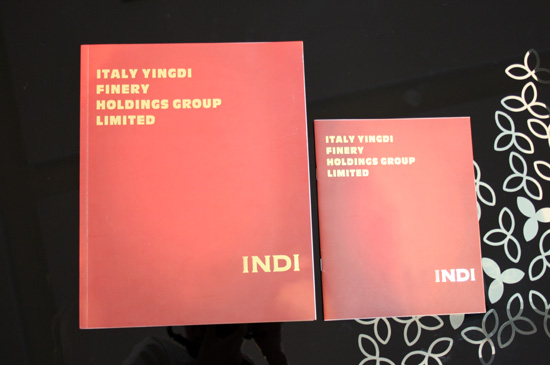 ITALY YINGDI
FINERY
HOLDINGS GROUP
LIMITED
INDI
ITALY YINGDI
FINERY
HOLDINGS GROUP
LIMITED
INDI